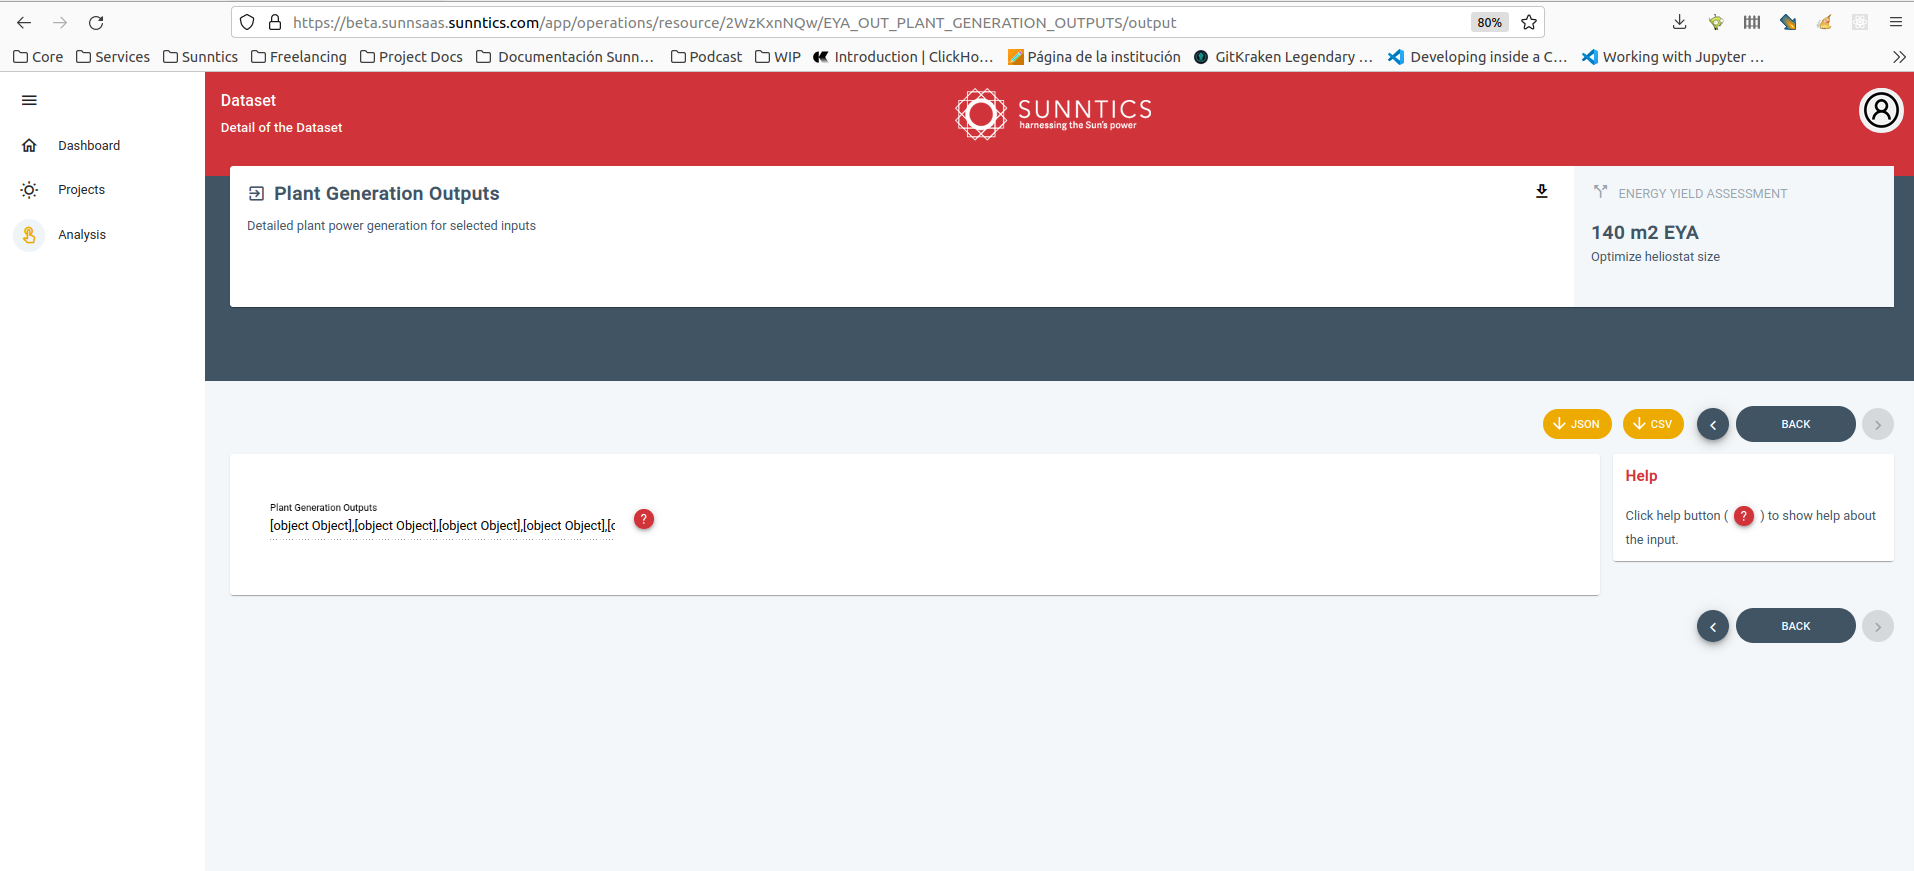 https://beta.sunnsaas.sunntics.com/app/operations/resource/2WzKxnNQw/EYA_OUT_PLANT_GENERATION_OUTPUTS/output 80%
Core Services Sunntics Freelancing Project Docs Documentación Sunn... Podcast WIP Introduction | ClickHo... Página de la institución GitKraken Legendary ... Developing inside a C... Working with Jupyter ...
Dataset
Detail of the Dataset
SUNNTICS
harnessing the Sun's power
Dashboard
Projects
Analysis
Plant Generation Outputs
Detailed plant power generation for selected inputs
ENERGY YIELD ASSESSMENT
140 m2 EYA
Optimize heliostat size
JSON CSV BACK
Plant Generation Outputs
[object Object],[object Object],[object Object],[object Object],[c
?
Help
Click help button ( ? ) to show help about
the input.
BACK